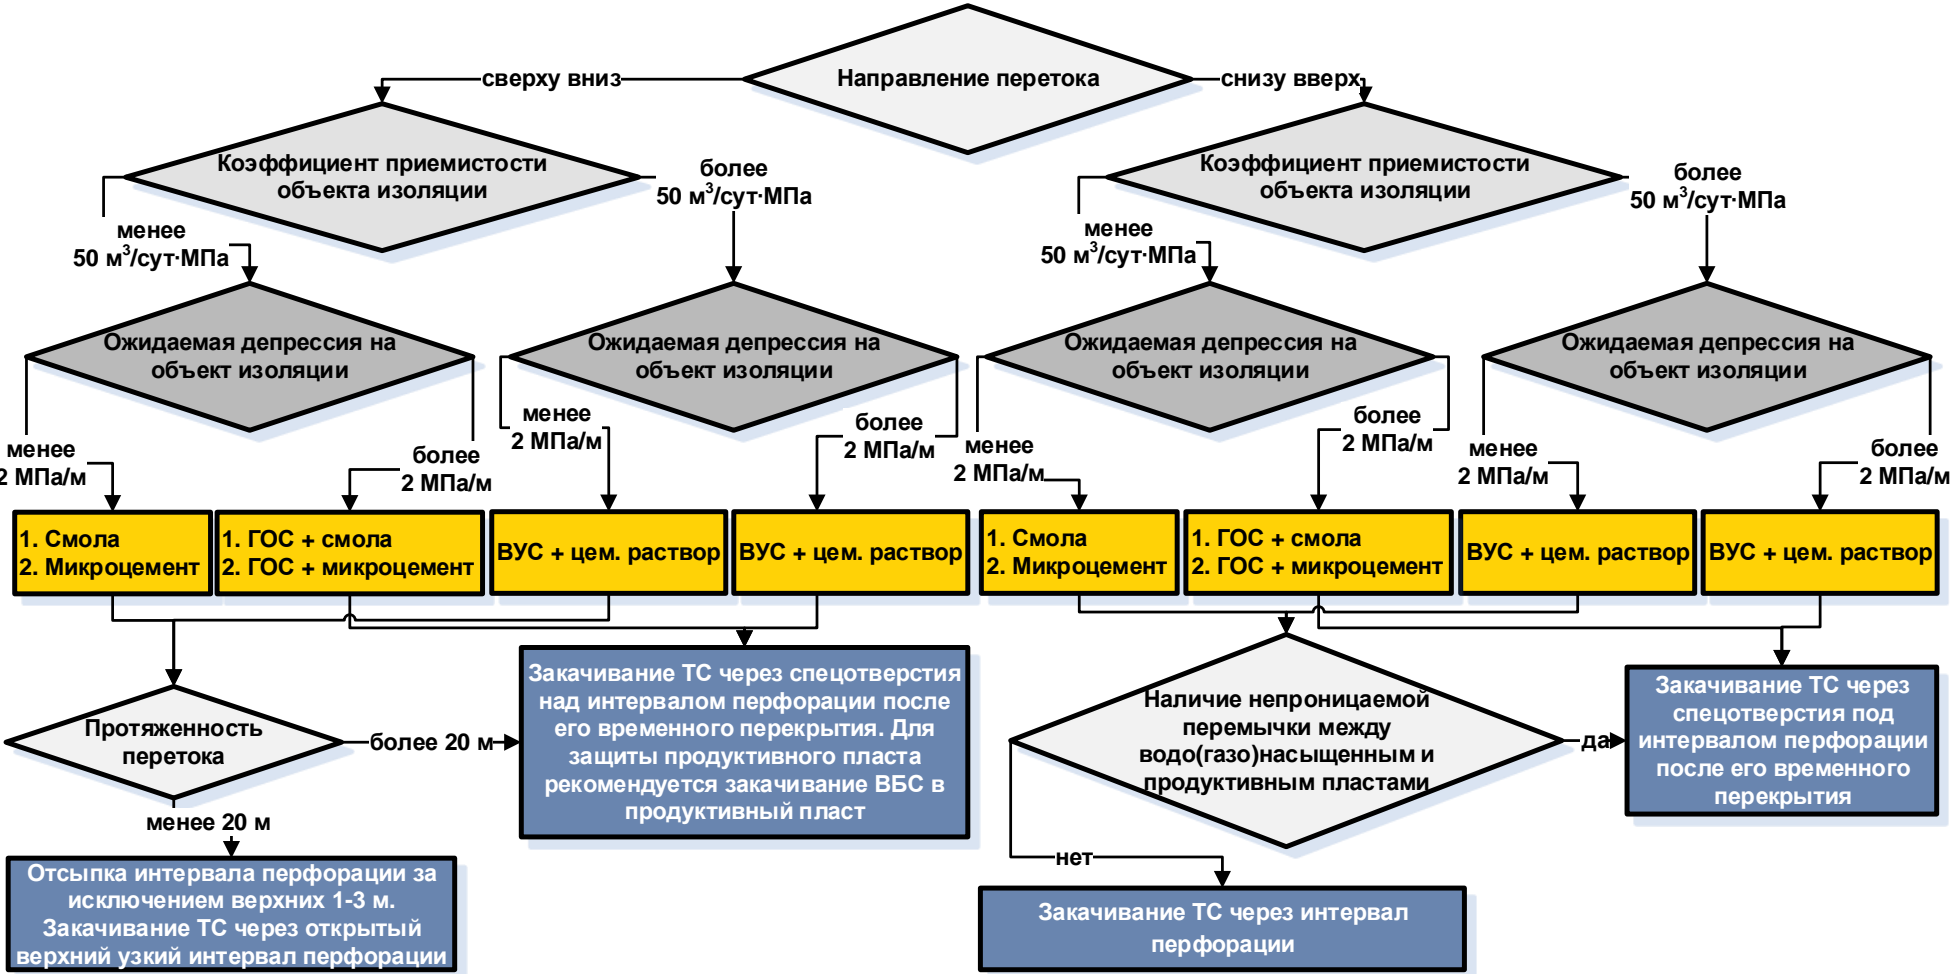 Направление перетока
сверху вниз
снизу вверх
Коэффициент приемистости
объекта изоляции
более
50 м³/сут·МПа
менее
50 м³/сут·МПа
Коэффициент приемистости
объекта изоляции
более
50 м³/сут·МПа
менее
50 м³/сут·МПа
Ожидаемая депрессия на
объект изоляции
Ожидаемая депрессия на
объект изоляции
Ожидаемая депрессия на
объект изоляции
Ожидаемая депрессия на
объект изоляции
менее
2 МПа/м
более
2 МПа/м
менее
2 МПа/м
более
2 МПа/м
менее
2 МПа/м
более
2 МПа/м
менее
2 МПа/м
более
2 МПа/м
1. Смола
2. Микроцемент
1. ГОС + смола
2. ГОС + микроцемент
ВУС + цем. раствор
ВУС + цем. раствор
1. Смола
2. Микроцемент
1. ГОС + смола
2. ГОС + микроцемент
ВУС + цем. раствор
ВУС + цем. раствор
Протяженность
перетока
более 20 м
менее 20 м
Закачивание ТС через спецотверстия
над интервалом перфорации после
его временного перекрытия. Для
защиты продуктивного пласта
рекомендуется закачивание ВБС в
продуктивный пласт
Отсыпка интервала перфорации за
исключением верхних 1-3 м.
Закачивание ТС через открытый
верхний узкий интервал перфорации
Наличие непроницаемой
перемычки между
водо(газо)насыщенным и
продуктивным пластами
да
нет
Закачивание ТС через
спецотверстия под
интервалом перфорации
после его временного
перекрытия
Закачивание ТС через интервал
перфорации